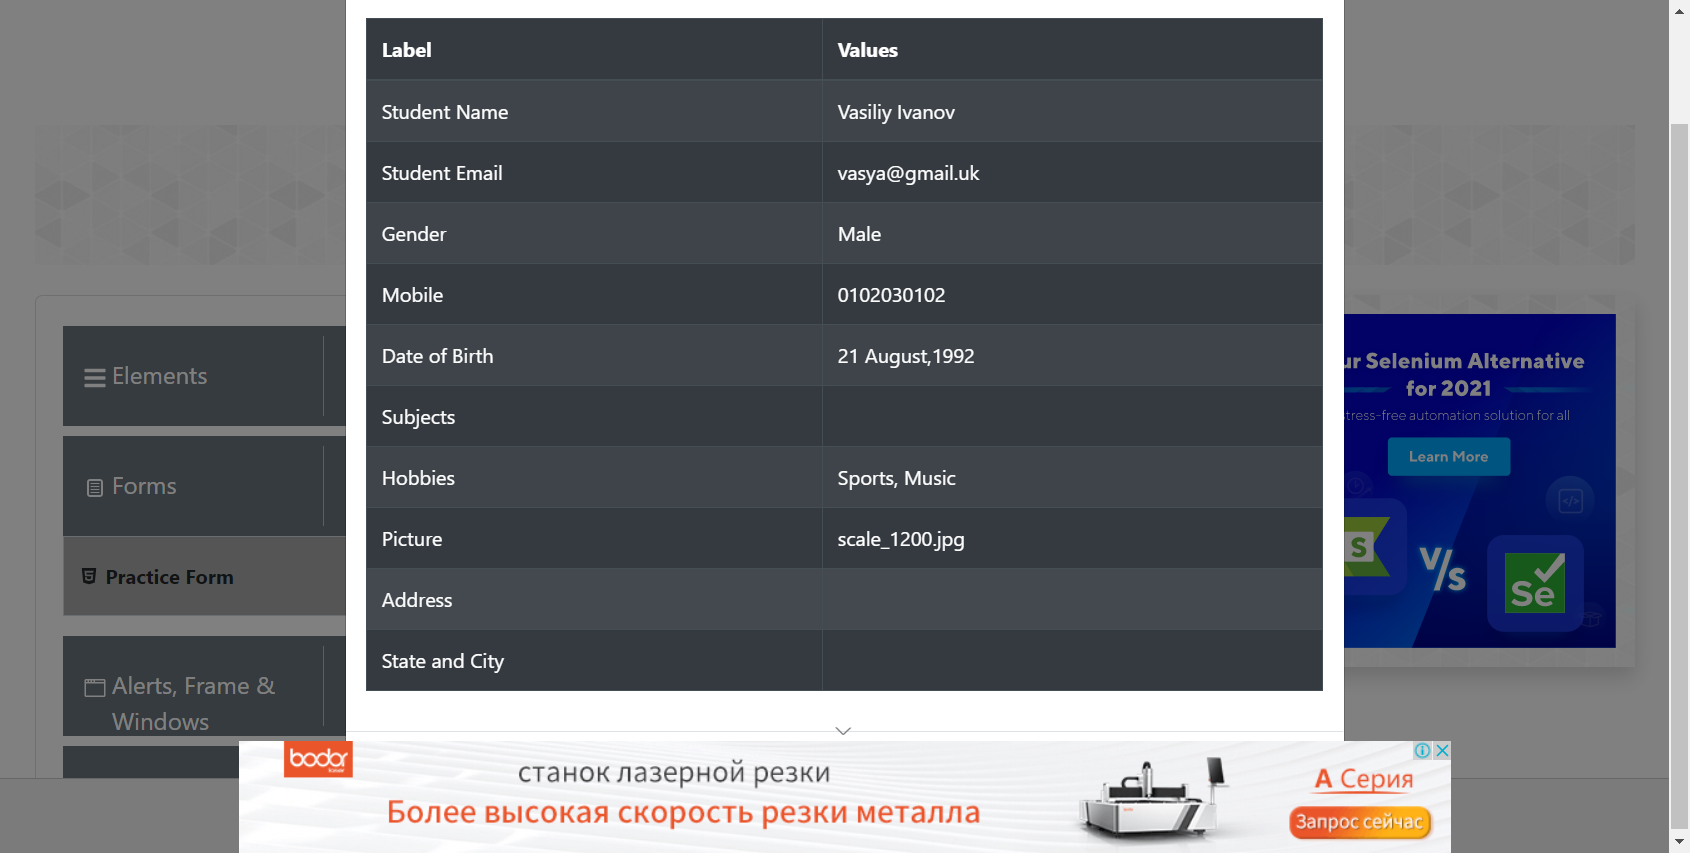 Label Values
Student Name Vasiliy Ivanov
Student Email vasya@gmail.uk
Gender Male
Mobile 0102030102
Date of Birth 21 August,1992
Subjects
Hobbies Sports, Music
Picture scale_1200.jpg
Address
State and City
Elements
Forms
Practice Form
Alerts, Frame &
Windows
Selenium Alternative
for 2021
stress-free automation solution for all
Learn More
S
V/S
Se
bodor
станок лазерной резки
Более высокая скорость резки металла
А Серия
Запрос сейчас